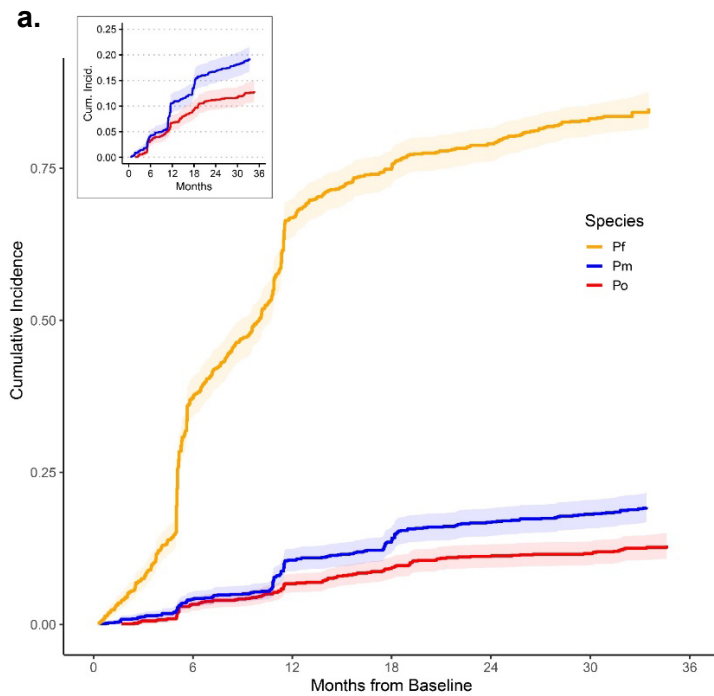 a.
Cum. Incid.
0.25
0.20
0.15
0.10
0.05
0.00
0 6 12 18 24 30 36
Months
Cumulative Incidence
0.75
0.50
0.25
0.00
Species
Pf
Pm
Po
0 6 12 18 24 30 36
Months from Baseline